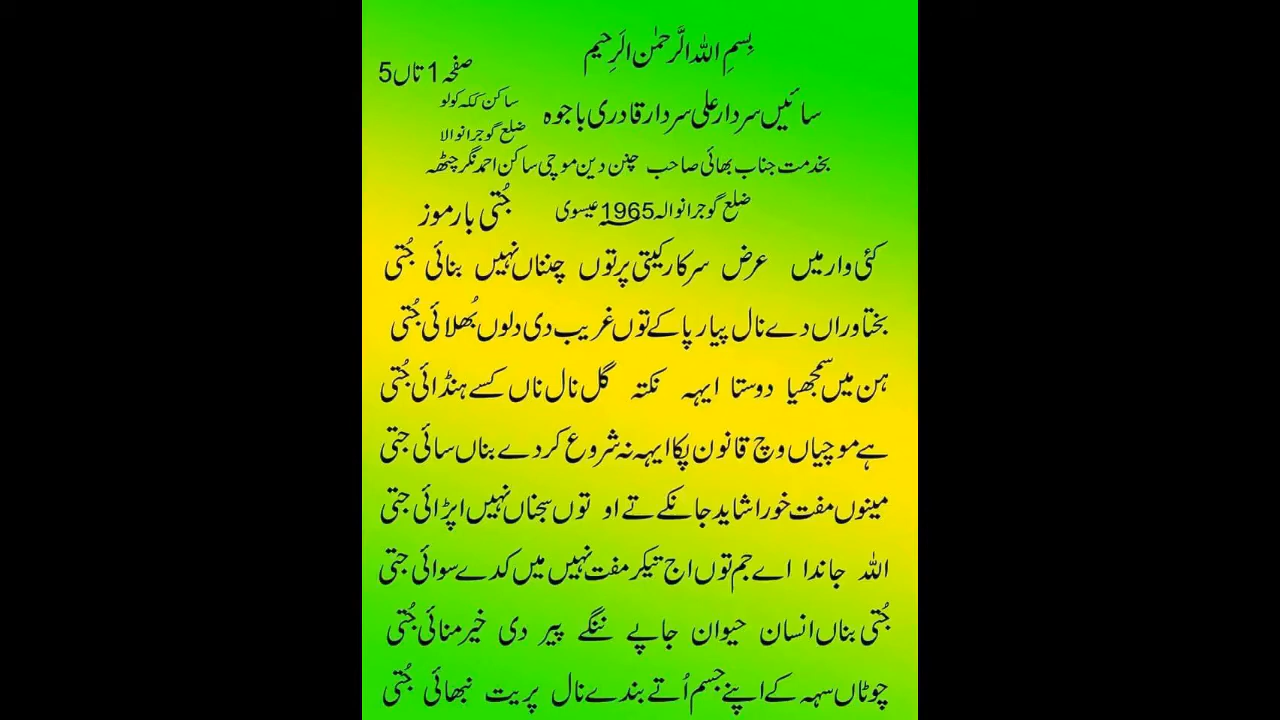 بِسمِ اللہ الرَّحمٰن الرَحِیم
صفحہ 1 تاں 5
سائیں سردار علی سردار قادری باجوہ
ساکن ککہ کولو
ضلع گوجرانوالا
بخدمت جناب بھائی صاحب چنن دین موچی ساکن احمد نگر چٹھہ
ضلع گوجرانوالہ 1965 عیسوی
جُتی بارموز
کئی وار میں عرض سرکار کیتی پر توں چنناں نہیں بنائی جُتی
بختاوراں دے نال پیار پا کے توں غریب دی دلوں بُھلائی جُتی
ہن میں سمجھیا دوستا ایہہ نکتہ گل نال ناں کسے ہنڈائی جُتی
ہے موچیاں وچ قانون پکا ایہہ نہ شروع کردے بناں سائی جتی
مینوں مفت خورا شاید جانکے تے او توں سجناں نہیں اپڑائی جتی
اللہ جاندا اے جم توں اج تیکر مفت نہیں میں کدے سوائی جتی
جُتی بناں انسان حیوان جاپے ننگے پیر دی خیر منائی جُتی
چوٹاں سہہ کے اپنے جسم اُتے بندے نال پریت نبھائی جُتی